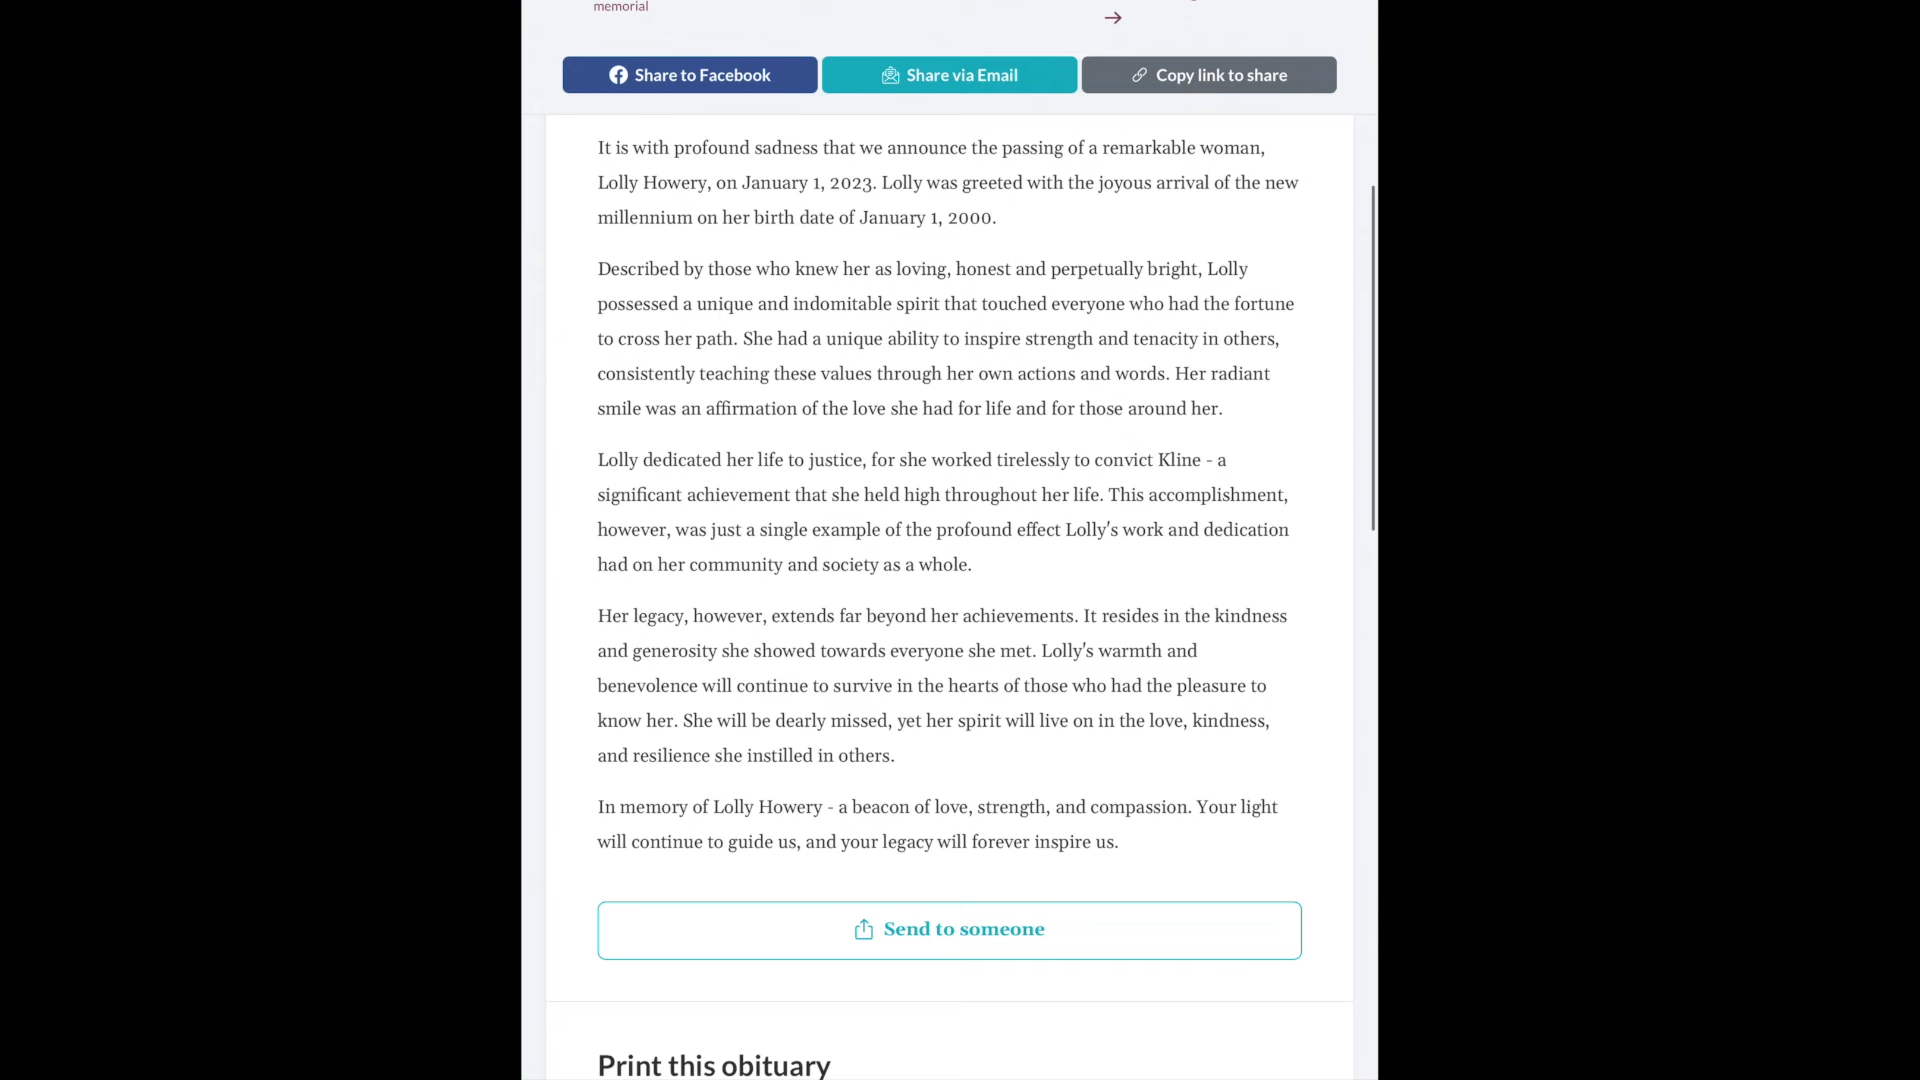 memorial
→
Share to Facebook
Share via Email
Copy link to share
It is with profound sadness that we announce the passing of a remarkable woman,
Lolly Howery, on January 1, 2023. Lolly was greeted with the joyous arrival of the new
millennium on her birth date of January 1, 2000.
Described by those who knew her as loving, honest and perpetually bright, Lolly
possessed a unique and indomitable spirit that touched everyone who had the fortune
to cross her path. She had a unique ability to inspire strength and tenacity in others,
consistently teaching these values through her own actions and words. Her radiant
smile was an affirmation of the love she had for life and for those around her.
Lolly dedicated her life to justice, for she worked tirelessly to convict Kline - a
significant achievement that she held high throughout her life. This accomplishment,
however, was just a single example of the profound effect Lolly's work and dedication
had on her community and society as a whole.
Her legacy, however, extends far beyond her achievements. It resides in the kindness
and generosity she showed towards everyone she met. Lolly's warmth and
benevolence will continue to survive in the hearts of those who had the pleasure to
know her. She will be dearly missed, yet her spirit will live on in the love, kindness,
and resilience she instilled in others.
In memory of Lolly Howery - a beacon of love, strength, and compassion. Your light
will continue to guide us, and your legacy will forever inspire us.
Send to someone
Print this obituary